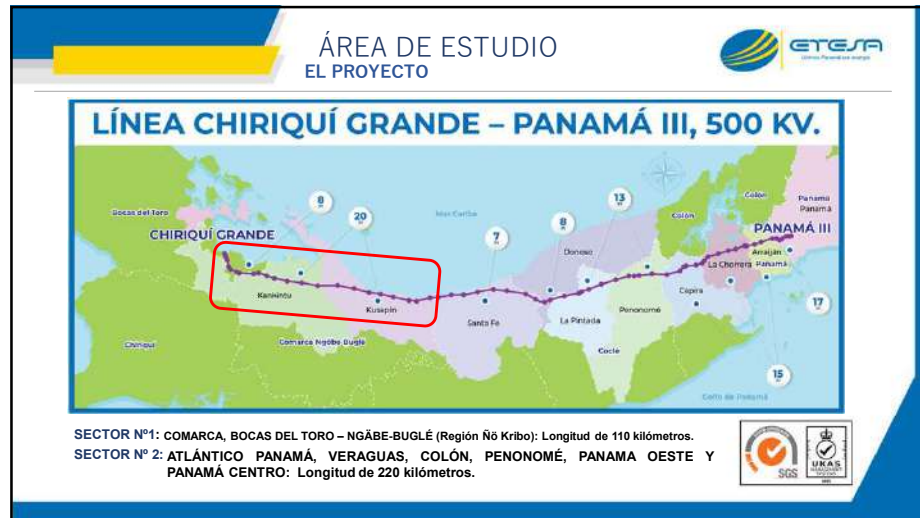 ÁREA DE ESTUDIO
EL PROYECTO
ETESA
LÍNEA CHIRIQUÍ GRANDE – PANAMÁ III, 500 KV.
Bocas del Toro
CHIRIQUÍ GRANDE
8
20
Mar Caribe
7
8
13
Donoso
Colón
Colón
Panamá
Panamá
PANAMÁ III
Arraiján
La Chorrera
Panamá
Kankintu
Kusapin
Santa Fe
La Pintada
Penonomé
Capira
17
Chiriquí
Comarca Ngöbe Buglé
Coclé
15
Golfo de Panamá
SECTOR Nº1: COMARCA, BOCAS DEL TORO – NGÄBE-BUGLÉ (Región Ñö Kribo): Longitud de 110 kilómetros.
SECTOR Nº 2: ATLÁNTICO PANAMÁ, VERAGUAS, COLÓN, PENONOMÉ, PANAMA OESTE Y
PANAMÁ CENTRO: Longitud de 220 kilómetros.
SGS
UKAS